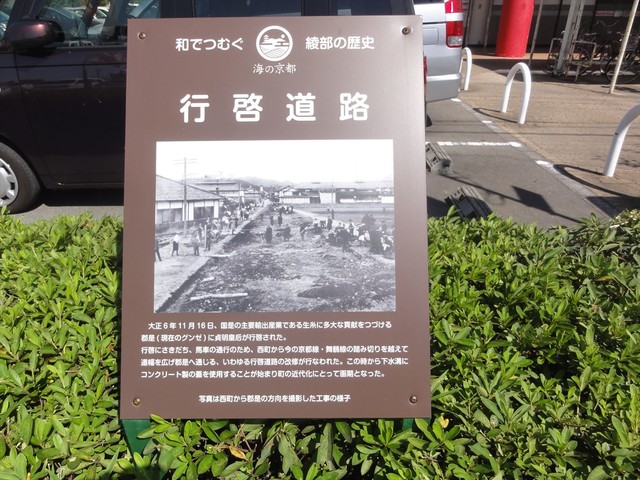 和でつむぐ 綾部の歴史
海の京都
行啓道路
大正6年11月16日、国是の主要輸出産業である生糸に多大な貢献をつづける
郡是(現在のグンゼ)に貞明皇后が行啓された。
行啓にさきだち、馬車の通行のため、西町から今の京都線・舞鶴線の踏み切りを越えて
道幅を広げ郡是へ通じる、いわゆる行啓道路の改修が行なわれた。この時から下水溝に
コンクリート製の蓋を使用することが始まり町の近代化にとって画期となった。
写真は西町から郡是の方向を撮影した工事の様子